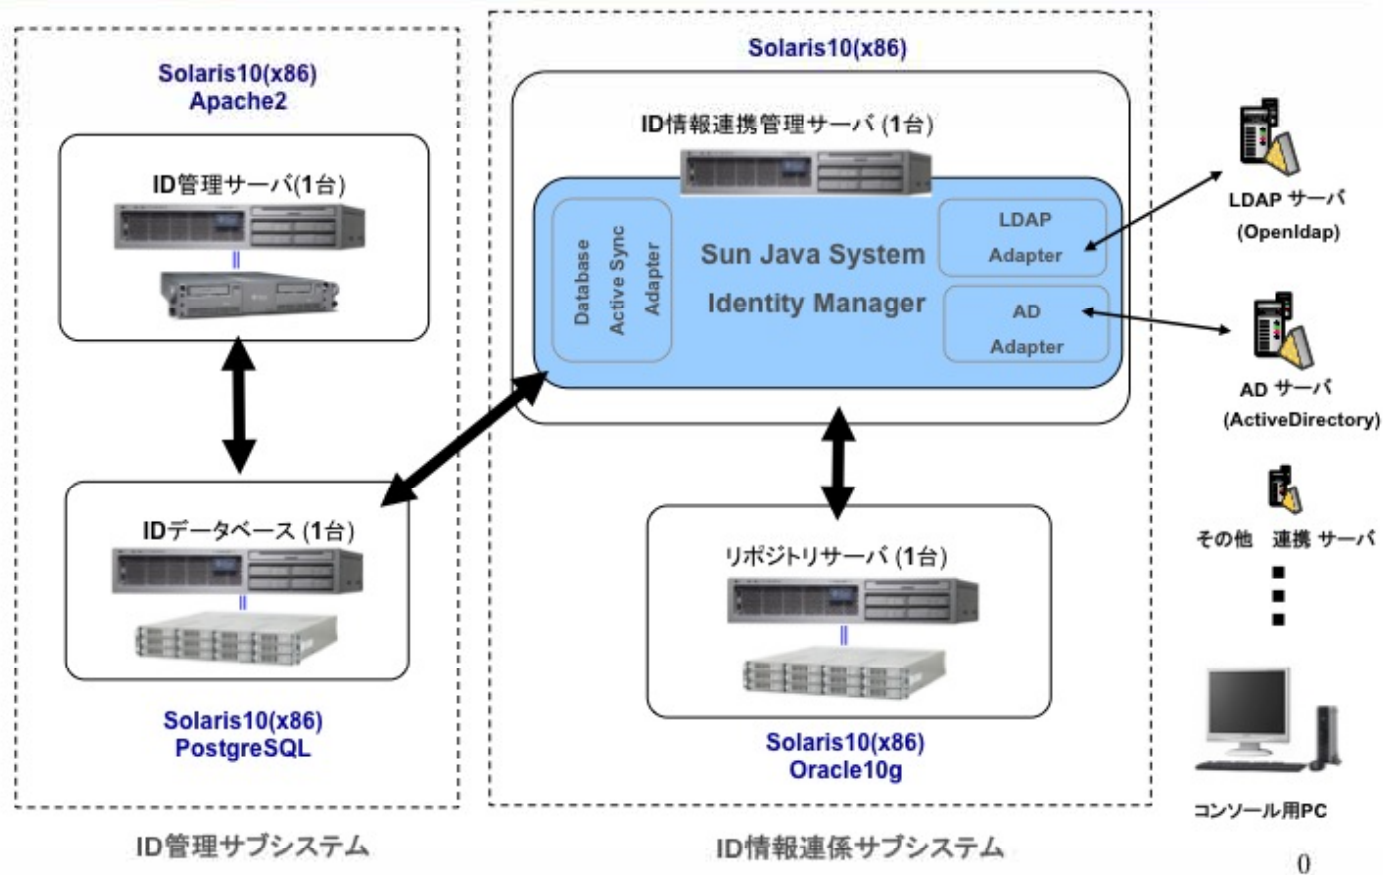 Solaris10(x86)
Apache2
ID管理サーバ(1台)
IDデータベース (1台)
Solaris10(x86)
PostgreSQL
ID管理サブシステム
Solaris10(x86)
ID情報連携管理サーバ (1台)
Database
Active Sync
Adapter
Sun Java System
Identity Manager
LDAP
Adapter
AD
Adapter
リポジトリサーバ (1台)
Solaris10(x86)
Oracle10g
ID情報連係サブシステム
LDAP サーバ
(Openldap)
AD サーバ
(ActiveDirectory)
その他　連携 サーバ
コンソール用PC
0